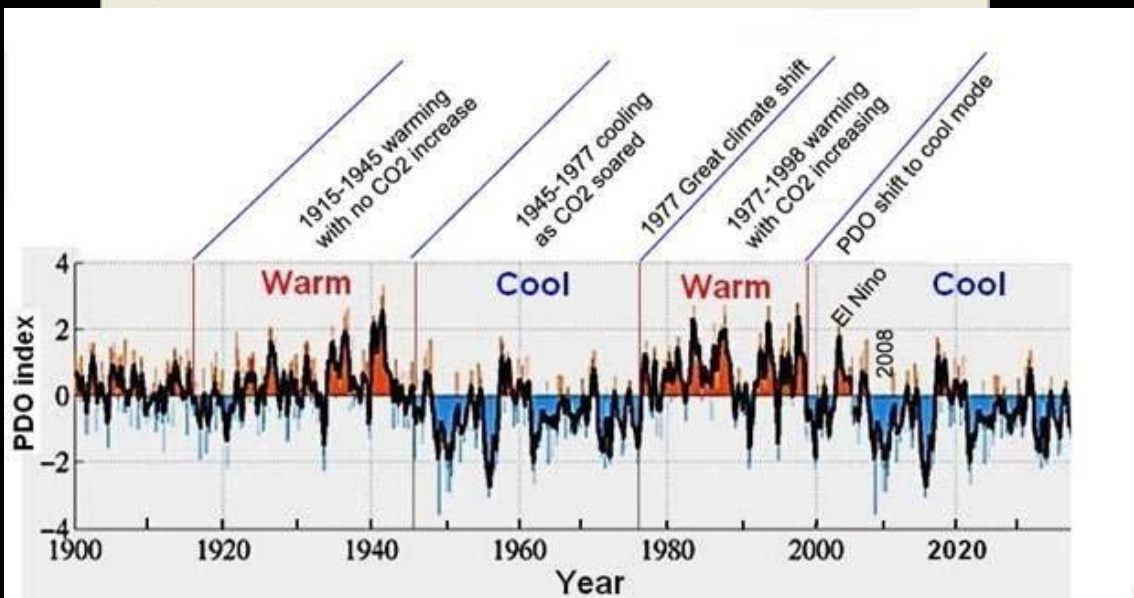 1915-1945 warming
with no CO2 increase
1945-1977 cooling
as CO2 soared
1977 Great climate shift
1977-1998 warming
with CO2 increasing
PDO shift to cool mode
Warm
Cool
Warm
El Nino
2008
Cool
PDO index
4
2
0
−2
−4
1900
1920
1940
1960
1980
2000
2020
Year